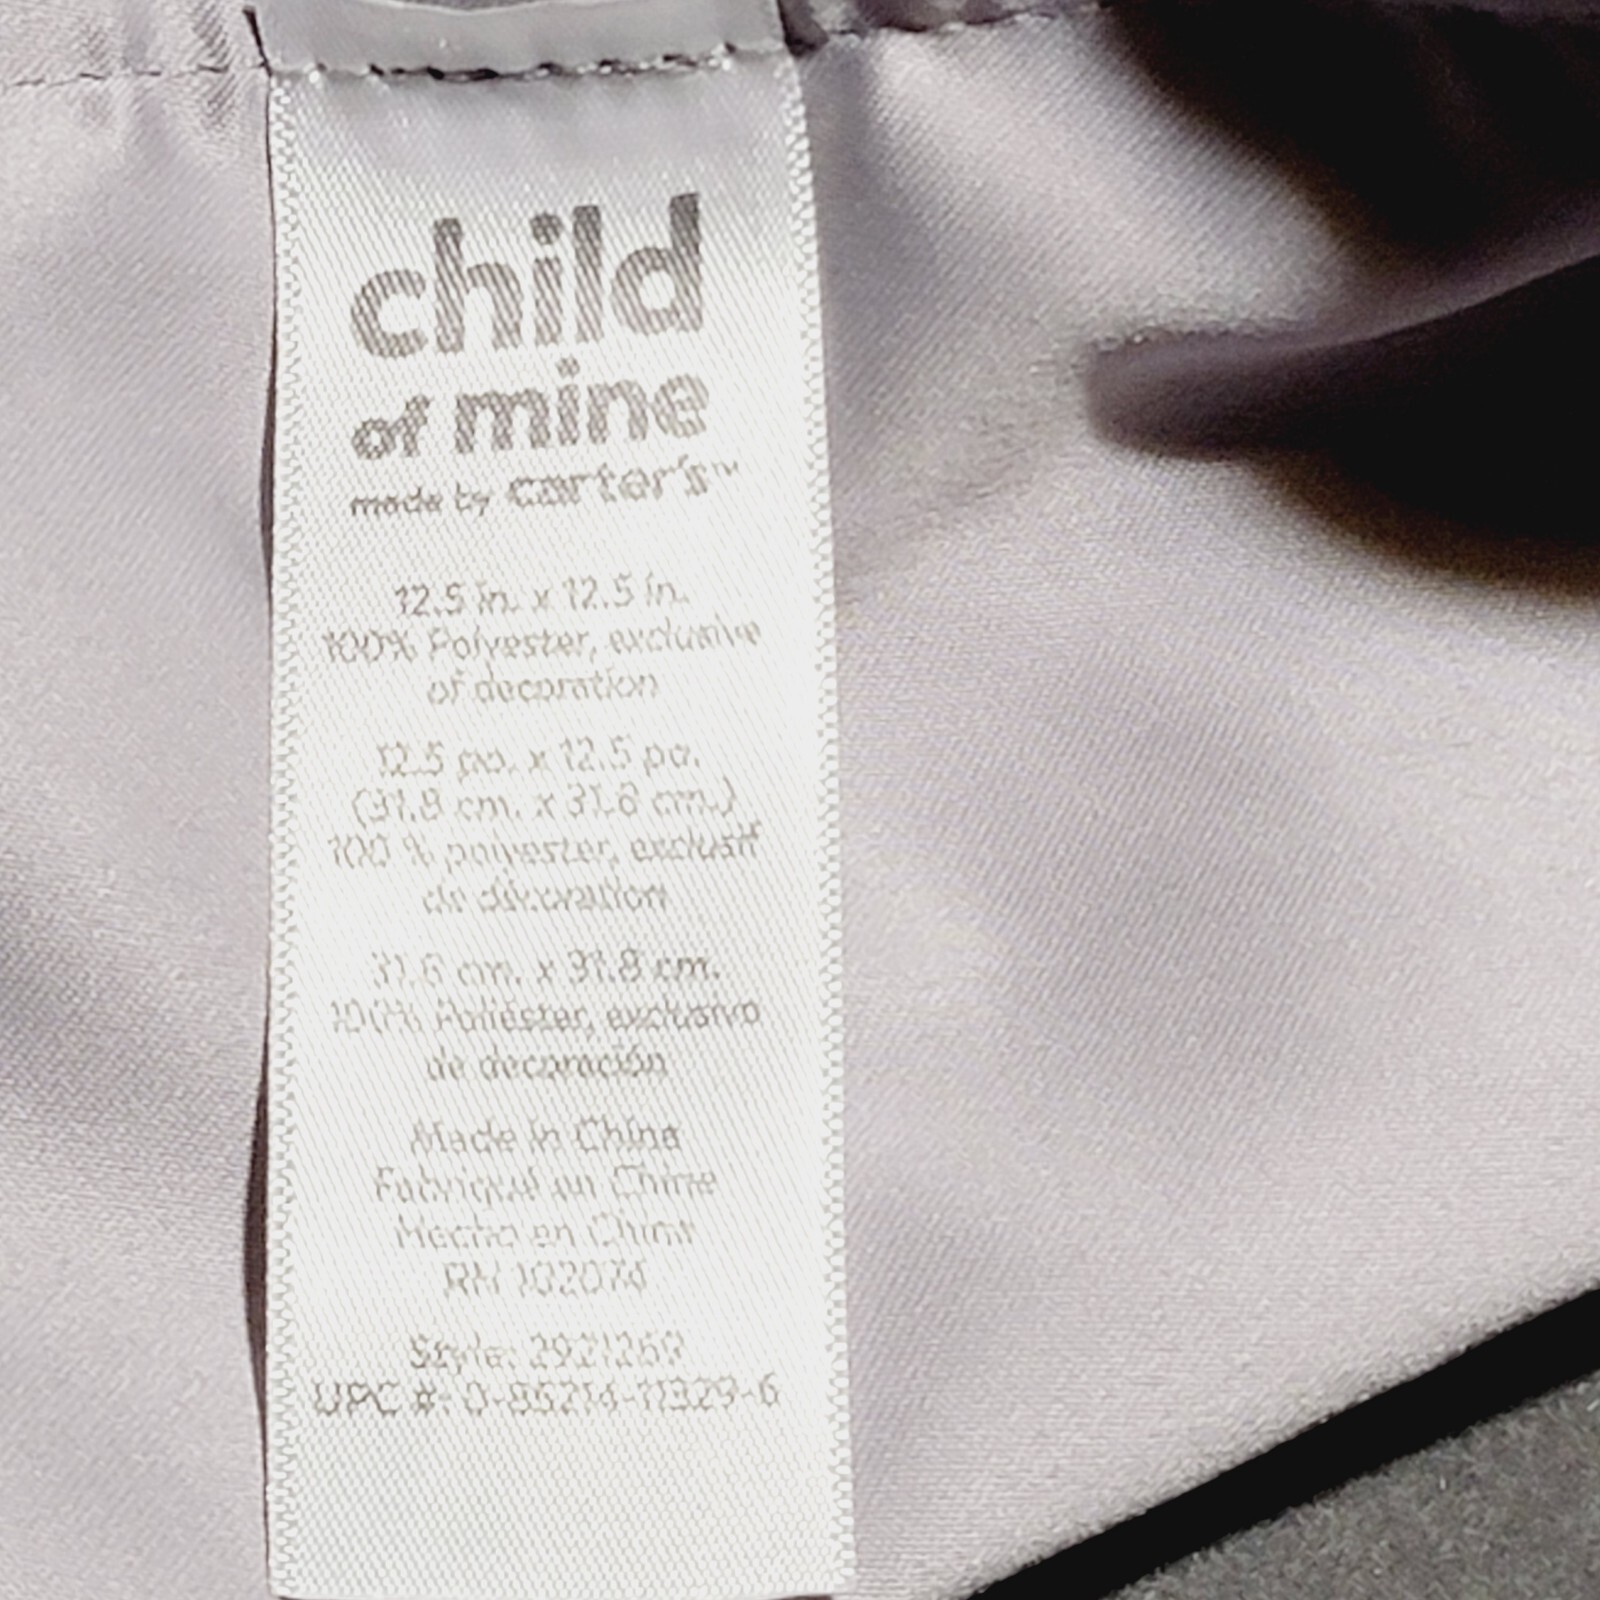 child
of mine
made by carter's™
12.5 in. x 12.5 in.
100% Polyester, exclusive
of decoration
12.5 po. x 12.5 po.
(31.8 cm. x 31.8 cm.)
100 % polyester, exclusif
de décoration
31.8 cm. x 31.8 cm.
100% Poliéster, exclusivo
de decoración
Made in China
Fabriqué en Chine
Hecho en China
RN 102074
Style: 2921269
UPC #: 0-85214-11329-6